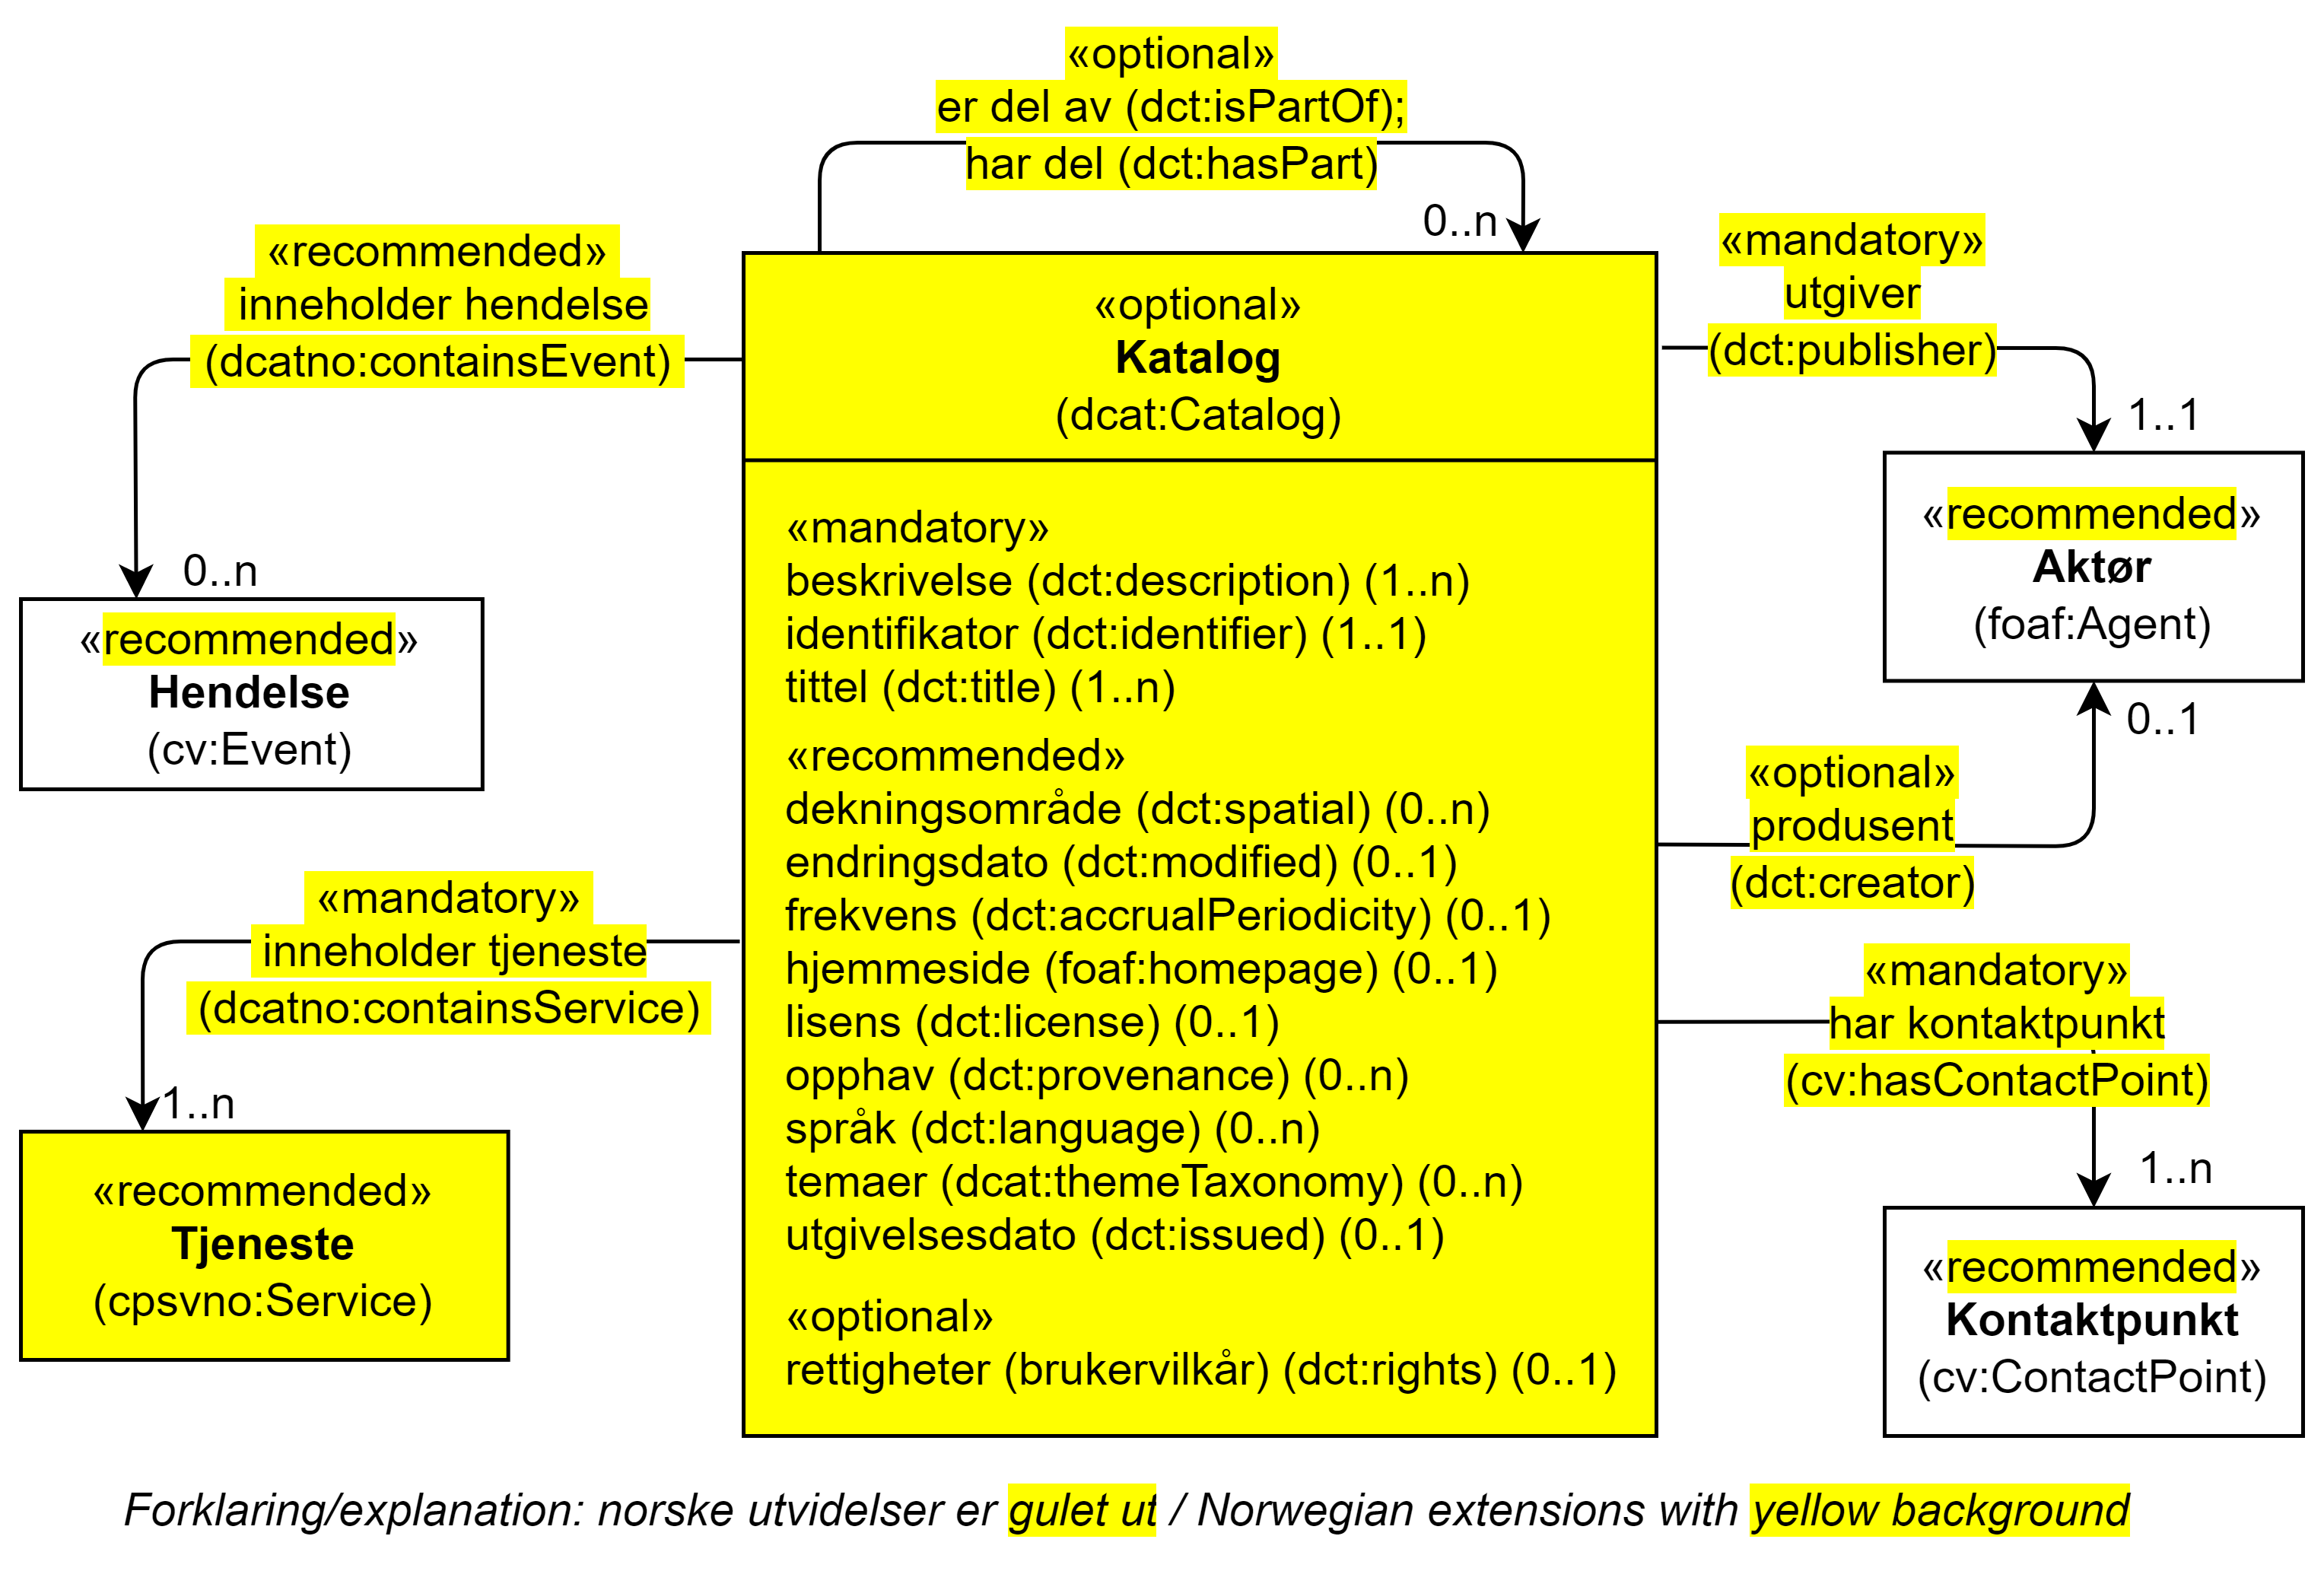 «optional»
er del av (dct:isPartOf);
har del (dct:hasPart)
0..n
«recommended»
inneholder hendelse
(dcatno:containsEvent)
0..n
«recommended»
Hendelse
(cv:Event)
«mandatory»
inneholder tjeneste
(dcatno:containsService)
1..n
«recommended»
Tjeneste
(cpsvno:Service)
«optional»
Katalog
(dcat:Catalog)
«mandatory»
beskrivelse (dct:description) (1..n)
identifikator (dct:identifier) (1..1)
tittel (dct:title) (1..n)
«recommended»
dekningsområde (dct:spatial) (0..n)
endringsdato (dct:modified) (0..1)
frekvens (dct:accrualPeriodicity) (0..1)
hjemmeside (foaf:homepage) (0..1)
lisens (dct:license) (0..1)
opphav (dct:provenance) (0..n)
språk (dct:language) (0..n)
temaer (dcat:themeTaxonomy) (0..n)
utgivelsesdato (dct:issued) (0..1)
«optional»
rettigheter (brukervilkår) (dct:rights) (0..1)
«mandatory»
utgiver
(dct:publisher)
1..1
«recommended»
Aktør
(foaf:Agent)
0..1
«optional»
produsent
(dct:creator)
«mandatory»
har kontaktpunkt
(cv:hasContactPoint)
1..n
«recommended»
Kontaktpunkt
(cv:ContactPoint)
Forklaring/explanation: norske utvidelser er gulet ut / Norwegian extensions with yellow background